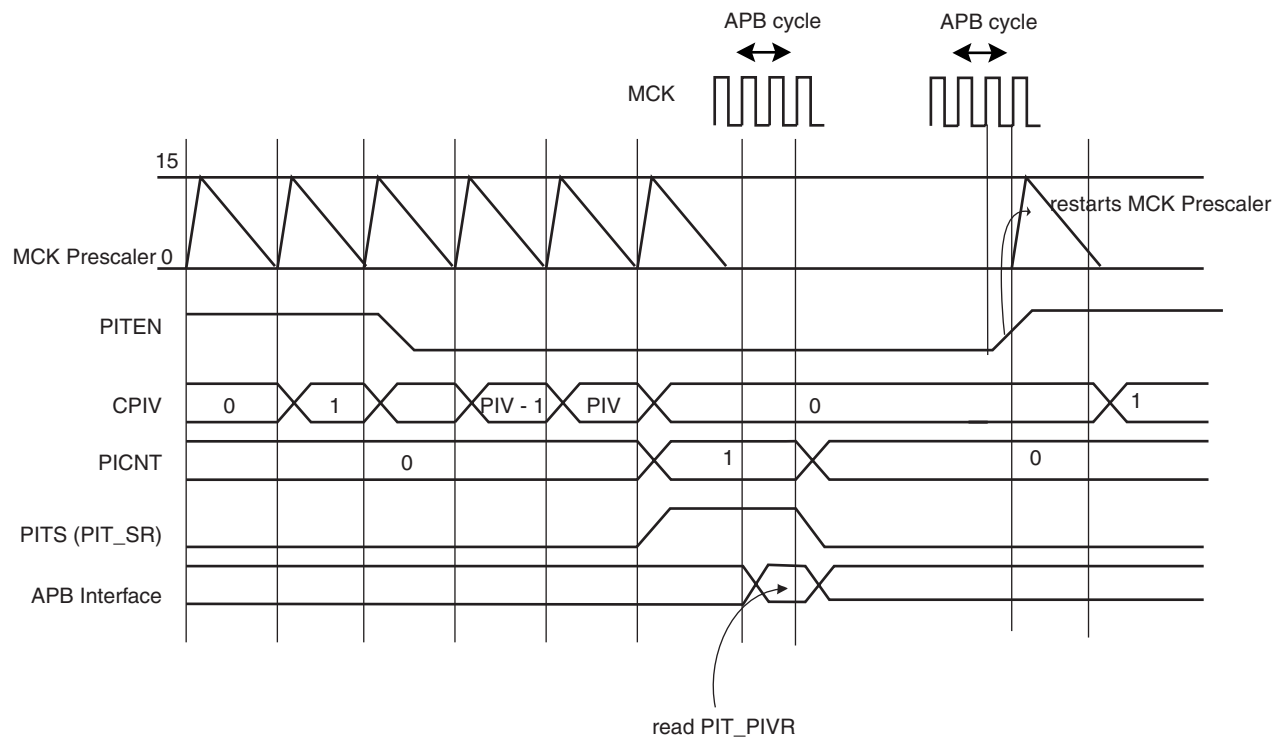 APB cycle
APB cycle
MCK
15
restarts MCK Prescaler
MCK Prescaler 0
PITEN
CPIV
0
1
PIV - 1
PIV
0
1
PICNT
0
1
0
PITS (PIT_SR)
APB Interface
read PIT_PIVR